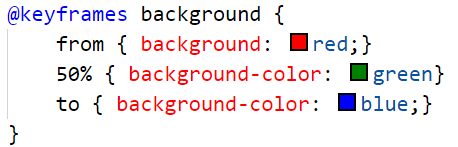 @keyframes background {
    from { background: red;}
    50% { background-color: green}
    to { background-color: blue;}
}